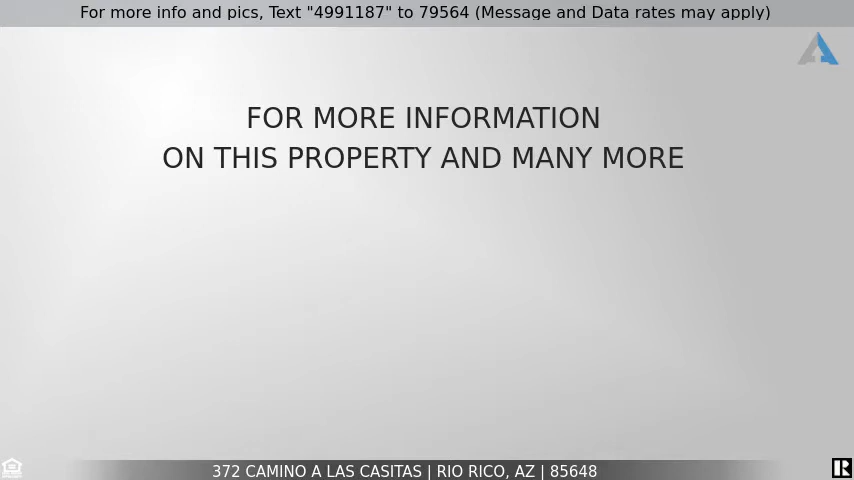 For more info and pics, Text "4991187" to 79564 (Message and Data rates may apply)
FOR MORE INFORMATION
ON THIS PROPERTY AND MANY MORE
372 CAMINO A LAS CASITAS | RIO RICO, AZ | 85648